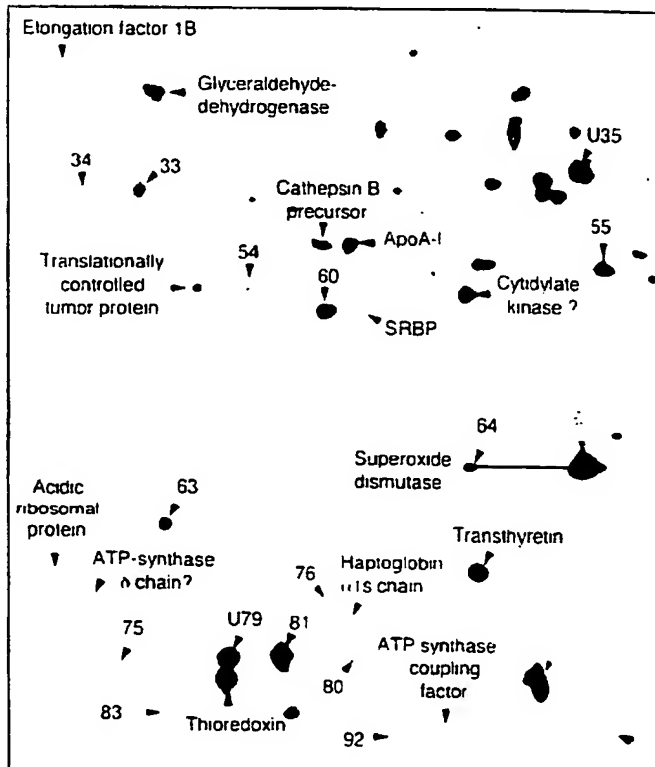 Elongation factor 1B
Glyceraldehyde-
dehydrogenase
U35
34
33
Cathepsin B
precursor
ApoA-I
55
54
Translationally
controlled
tumor protein
60
Cytidylate
kinase ?
SRBP
64
Superoxide
dismutase
Acidic
ribosomal
protein
63
Transthyretin
ATP-synthase
chain?
76
Haptoglobin
chain
75
U79
81
ATP synthase
coupling
factor
80
83
Thioredoxin
92